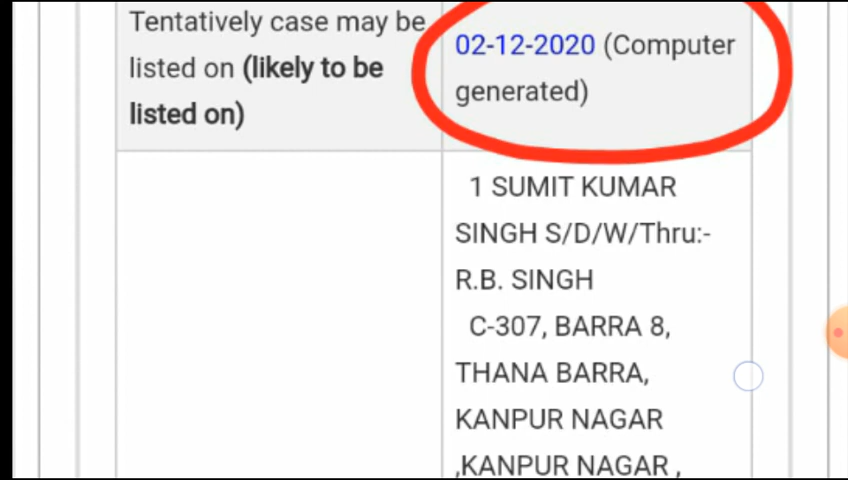 Tentatively case may be
listed on (likely to be
listed on)
02-12-2020 (Computer
generated)
1 SUMIT KUMAR
SINGH S/D/W/Thru:-
R.B. SINGH
C-307, BARRA 8,
THANA BARRA,
KANPUR NAGAR
,KANPUR NAGAR ,